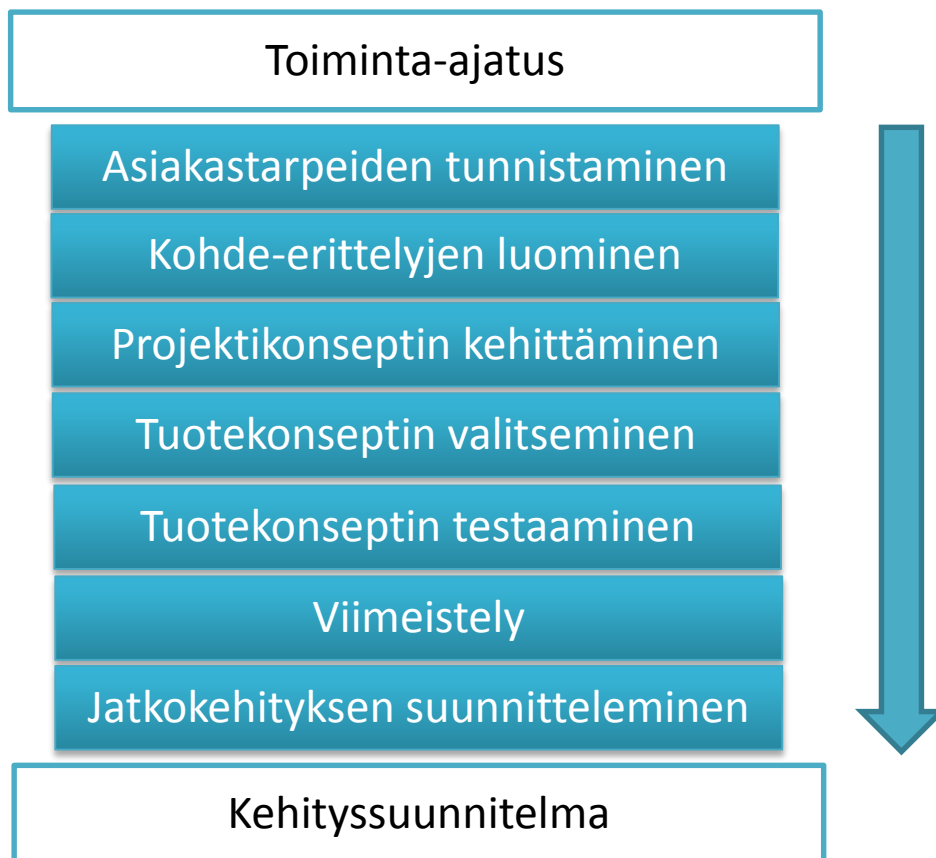 Toiminta-ajatus
Asiakastarpeiden tunnistaminen
Kohde-erittelyjen luominen
Projektikonseptin kehittäminen
Tuotekonseptin valitseminen
Tuotekonseptin testaaminen
Viimeistely
Jatkokehityksen suunnitteleminen
Kehityssuunnitelma